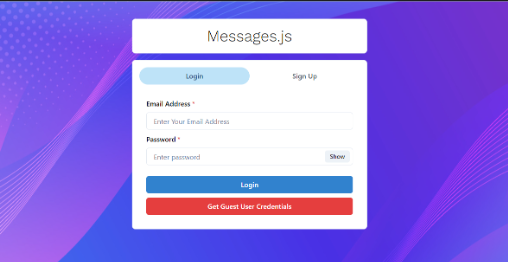 Messages.js
Login Sign Up
Email Address *
Enter Your Email Address
Password *
Enter password Show
Login
Get Guest User Credentials